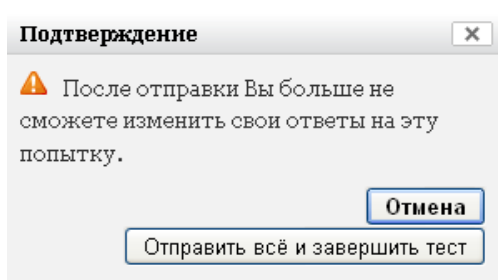 Подтверждение
После отправки Вы больше не
сможете изменить свои ответы на эту
попытку.
Отмена
Отправить всё и завершить тест